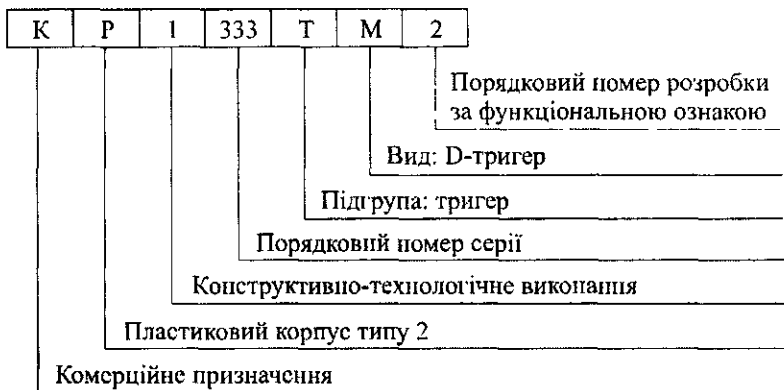 К Р 1 333 Т М 2
Порядковий номер розробки
за функціональною ознакою
Вид: D-тригер
Підгрупа: тригер
Порядковий номер серії
Конструктивно-технологічне виконання
Пластиковий корпус типу 2
Комерційне призначення